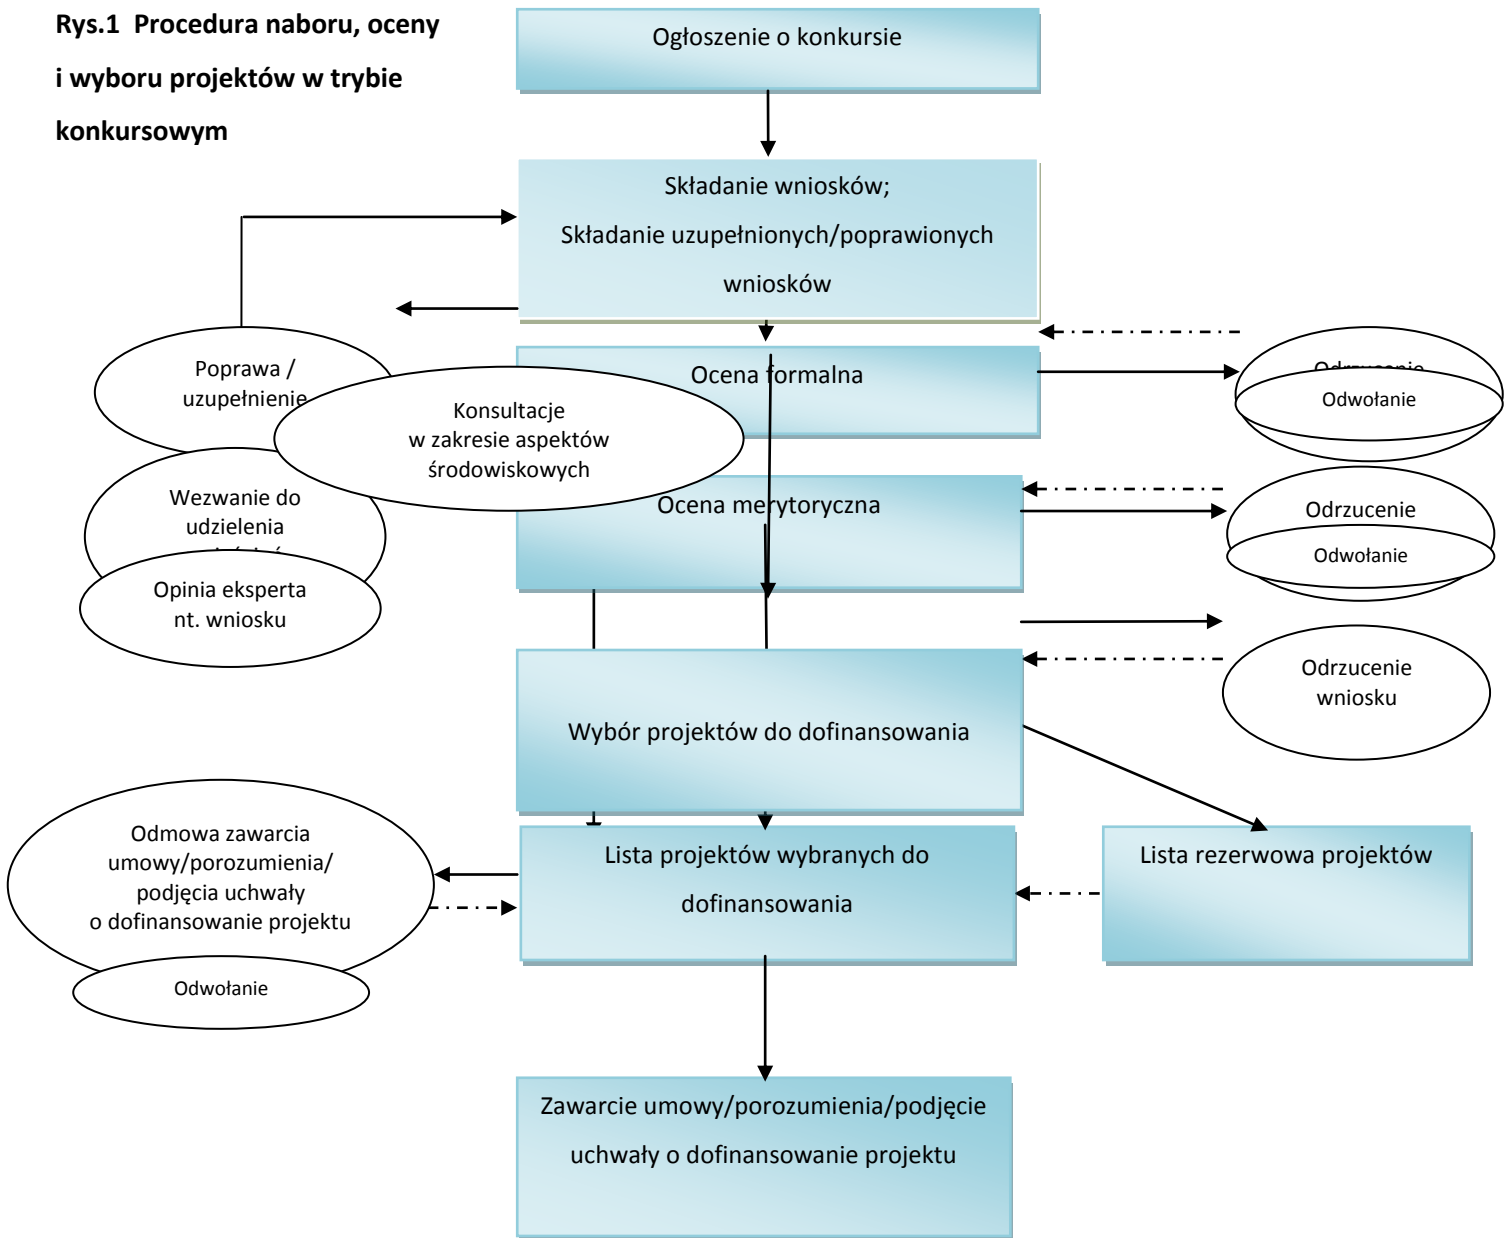 Rys.1 Procedura naboru, oceny
i wyboru projektów w trybie
konkursowym
Ogłoszenie o konkursie
Składanie wniosków;
Składanie uzupełnionych/poprawionych
wniosków
Poprawa /
uzupełnienie
Ocena formalna
Konsultacje
w zakresie aspektów
środowiskowych
Odwołanie
Wezwanie do
udzielenia
Ocena merytoryczna
Odrzucenie
Odwołanie
Opinia eksperta
nt. wniosku
Odrzucenie
wniosku
Wybór projektów do dofinansowania
Odmowa zawarcia
umowy/porozumienia/
podjęcia uchwały
o dofinansowanie projektu
Lista projektów wybranych do
dofinansowania
Lista rezerwowa projektów
Odwołanie
Zawarcie umowy/porozumienia/podjęcie
uchwały o dofinansowanie projektu